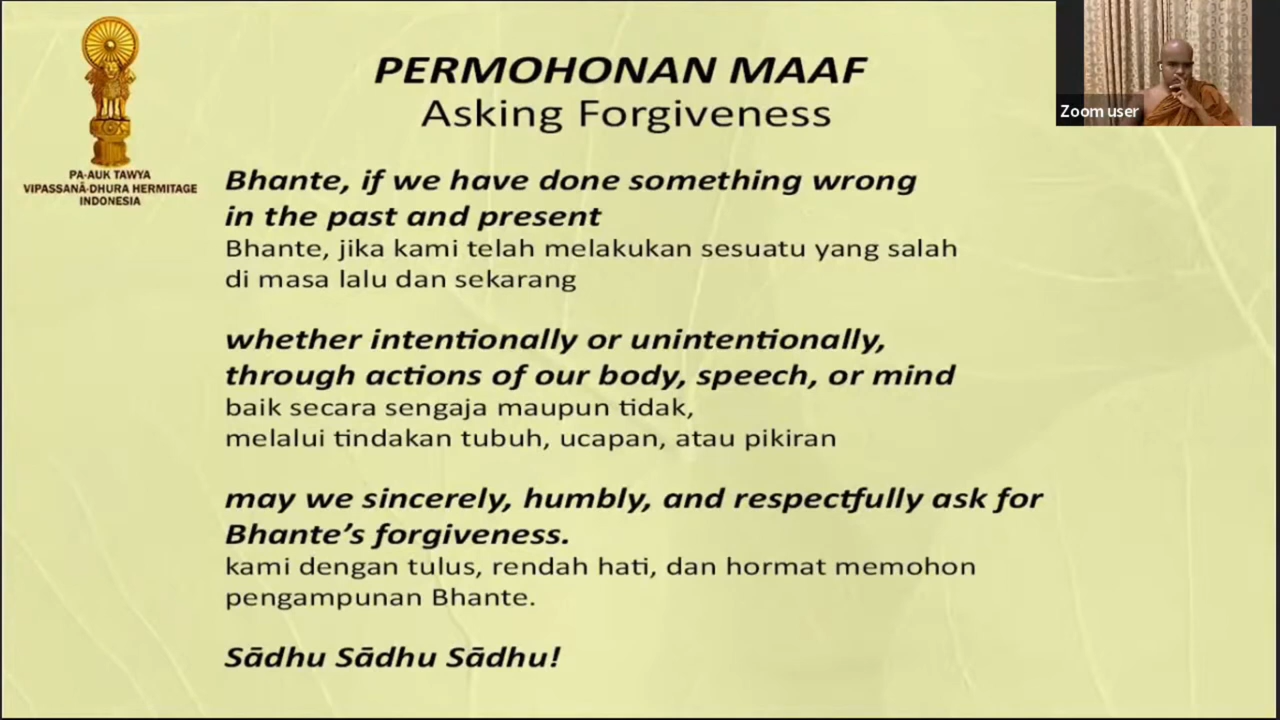 PERMOHONAN MAAF
Asking Forgiveness
Zoom user
PA-AUK TAWYA
VIPASSANĀ-DHURA HERMITAGE
INDONESIA
Bhante, if we have done something wrong
in the past and present
Bhante, jika kami telah melakukan sesuatu yang salah
di masa lalu dan sekarang
whether intentionally or unintentionally,
through actions of our body, speech, or mind
baik secara sengaja maupun tidak,
melalui tindakan tubuh, ucapan, atau pikiran
may we sincerely, humbly, and respectfully ask for
Bhante’s forgiveness.
kami dengan tulus, rendah hati, dan hormat memohon
pengampunan Bhante.
Sādhu Sādhu Sādhu!